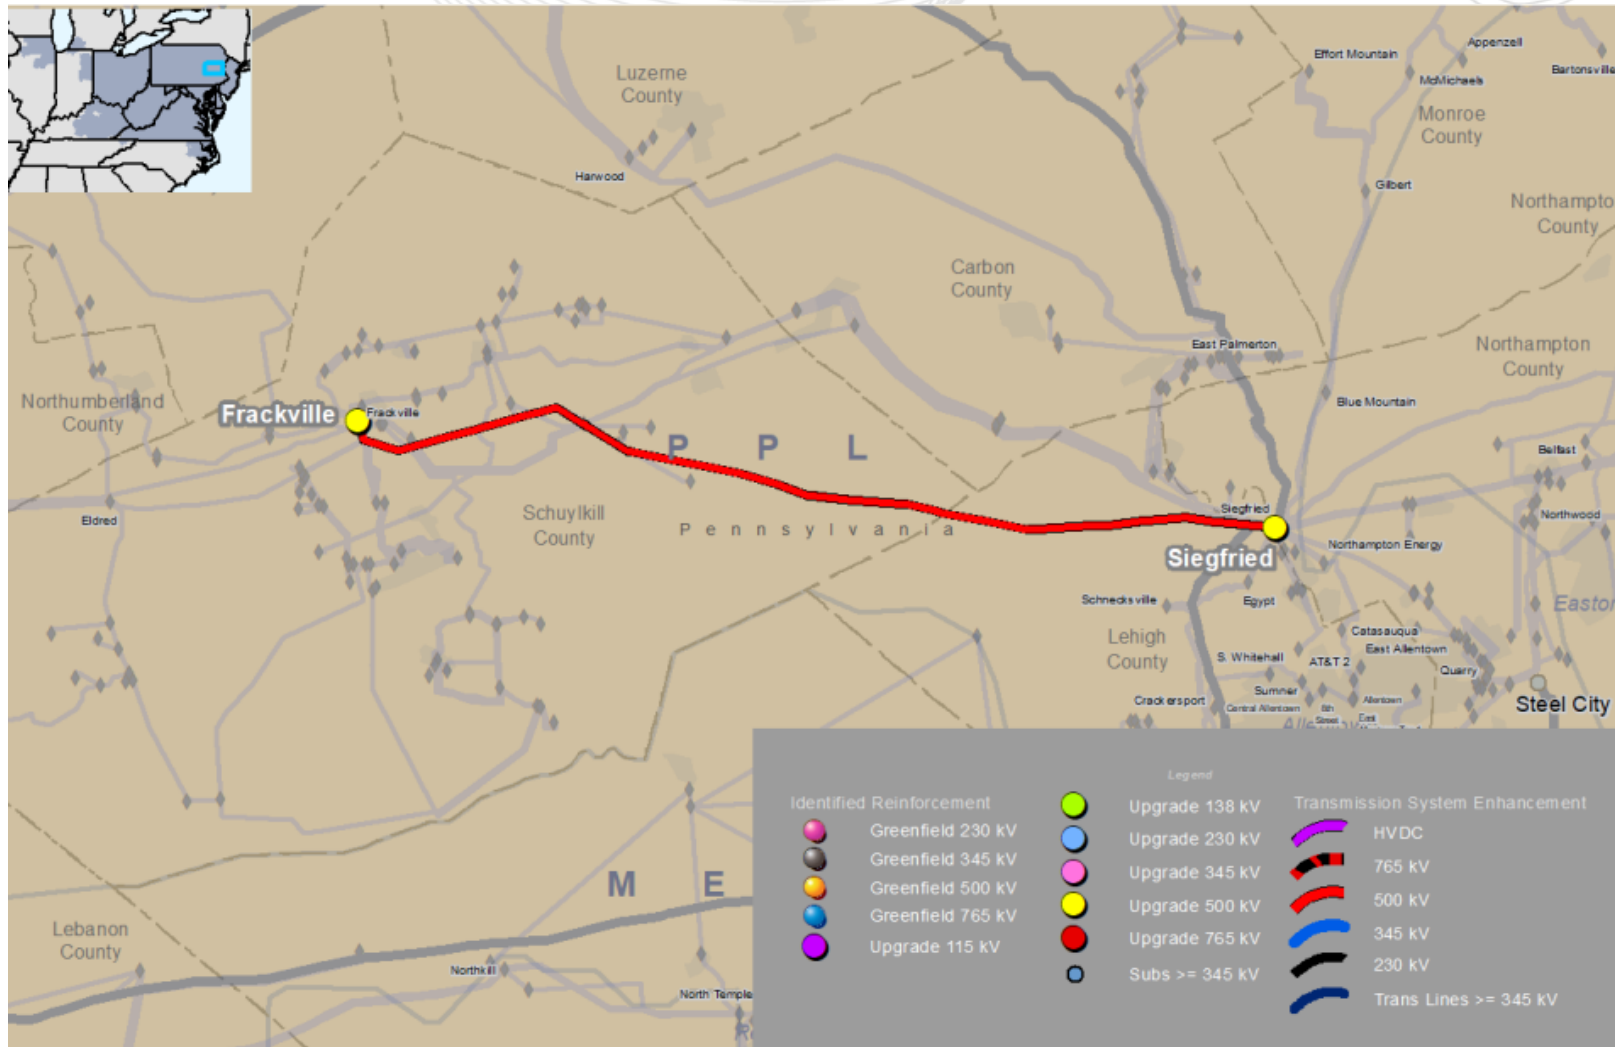 Luzerne
County
Harwood
Effort Mountain
Appenzell
McMichaels
Bartonsville
Monroe
County
Gilbert
Northampto
County
Carbon
County
East Palmerton
Northampton
County
Northumberland
County
Frackville
Frackville
Blue Mountain
P P L
Belfast
Eldred
Schuylkill
County
Pennsylvania
Siegfried
Siegfried
Northwood
Northampton Energy
Schnecksville
Egypt
Easton
Lehigh
County
Catasauqua
East Allentown
S. Whitehall
AT&T 2
Quarry
Sumner
Crackersport
Central Allentown
8th
Street
Allentown
East
Steel City
M E
Lebanon
County
Northkill
North Temple
Legend
Identified Reinforcement
Greenfield 230 kV
Greenfield 345 kV
Greenfield 500 kV
Greenfield 765 kV
Upgrade 115 kV
Upgrade 138 kV
Upgrade 230 kV
Upgrade 345 kV
Upgrade 500 kV
Upgrade 765 kV
Subs >= 345 kV
Transmission System Enhancement
HVDC
765 kV
500 kV
345 kV
230 kV
Trans Lines >= 345 kV